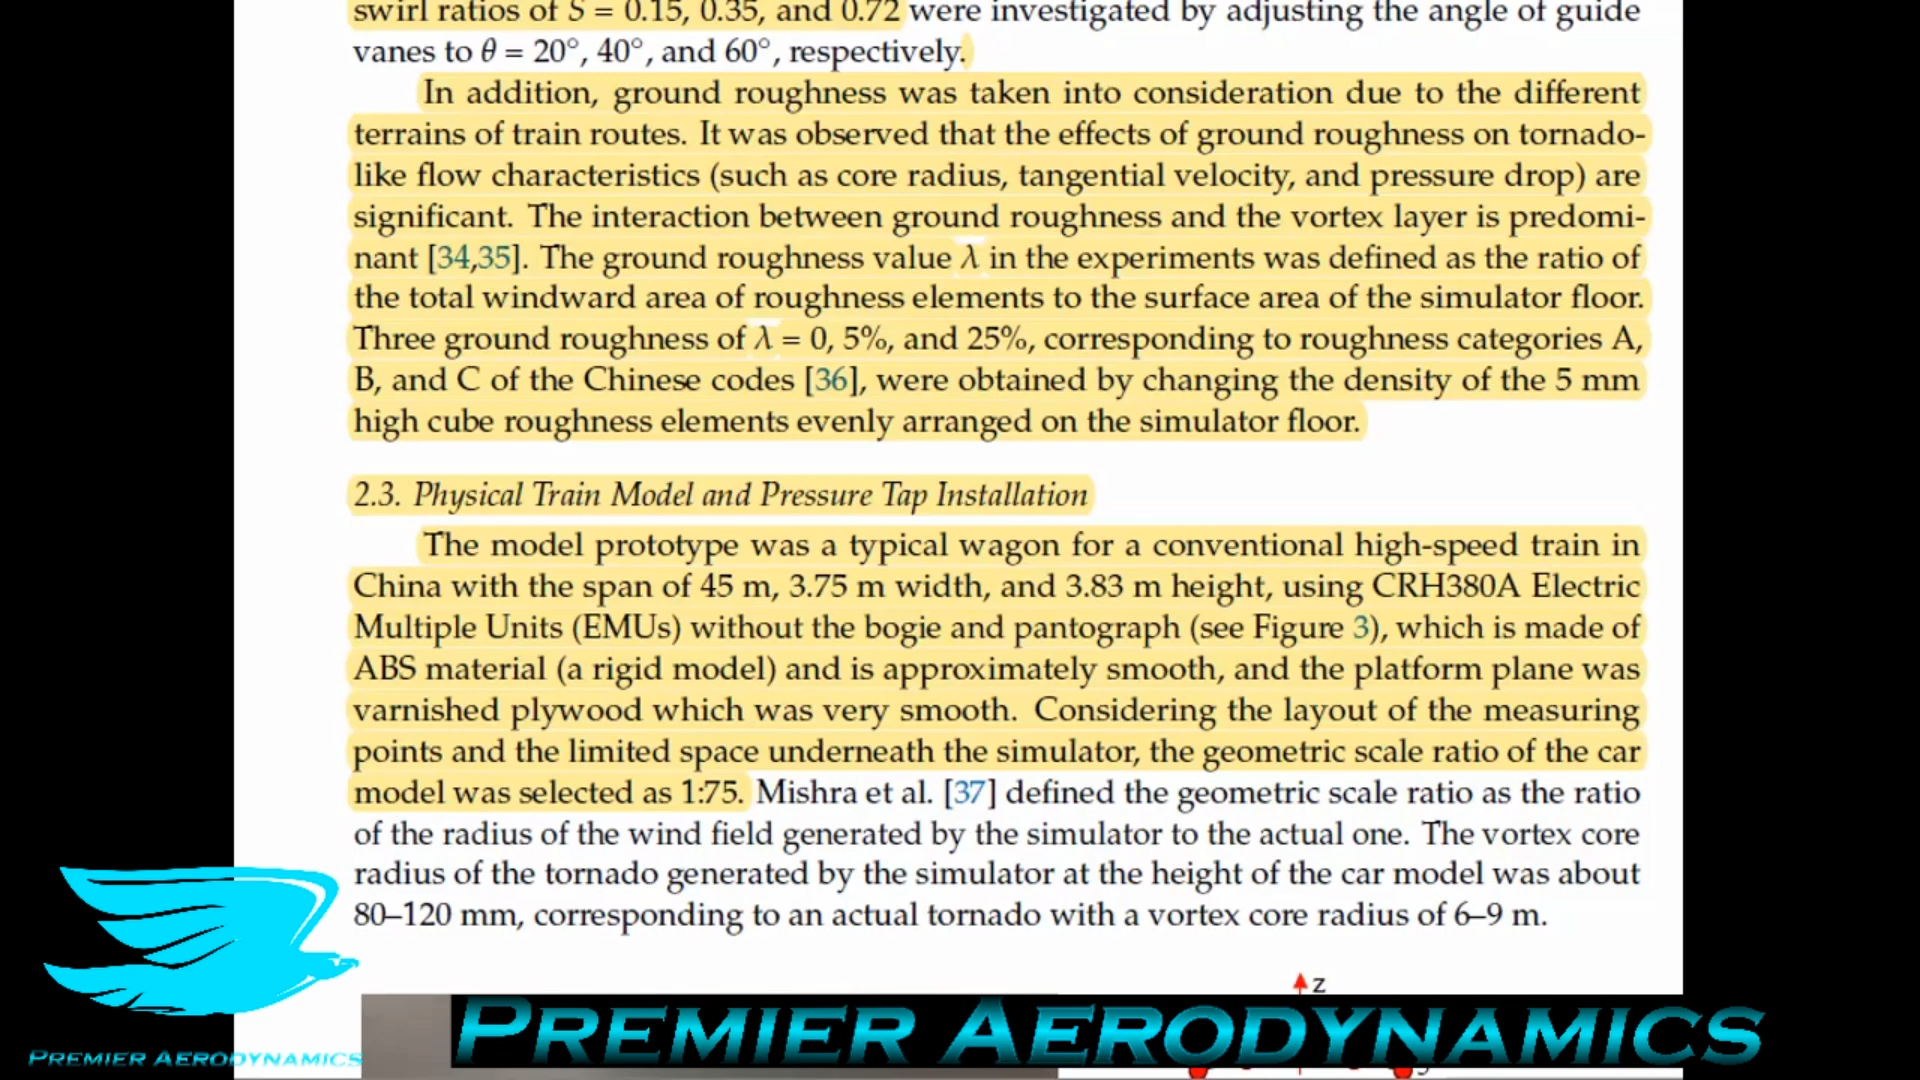 swirl ratios of S = 0.15, 0.35, and 0.72 were investigated by adjusting the angle of guide
vanes to θ = 20°, 40°, and 60°, respectively.
In addition, ground roughness was taken into consideration due to the different
terrains of train routes. It was observed that the effects of ground roughness on tornado-
like flow characteristics (such as core radius, tangential velocity, and pressure drop) are
significant. The interaction between ground roughness and the vortex layer is predomi-
nant [34,35]. The ground roughness value λ in the experiments was defined as the ratio of
the total windward area of roughness elements to the surface area of the simulator floor.
Three ground roughness of λ = 0, 5%, and 25%, corresponding to roughness categories A,
B, and C of the Chinese codes [36], were obtained by changing the density of the 5 mm
high cube roughness elements evenly arranged on the simulator floor.
2.3. Physical Train Model and Pressure Tap Installation
The model prototype was a typical wagon for a conventional high-speed train in
China with the span of 45 m, 3.75 m width, and 3.83 m height, using CRH380A Electric
Multiple Units (EMUs) without the bogie and pantograph (see Figure 3), which is made of
ABS material (a rigid model) and is approximately smooth, and the platform plane was
varnished plywood which was very smooth. Considering the layout of the measuring
points and the limited space underneath the simulator, the geometric scale ratio of the car
model was selected as 1:75. Mishra et al. [37] defined the geometric scale ratio as the ratio
of the radius of the wind field generated by the simulator to the actual one. The vortex core
radius of the tornado generated by the simulator at the height of the car model was about
80–120 mm, corresponding to an actual tornado with a vortex core radius of 6–9 m.
z
PREMIER AERODYNAMICS
PREMIER AERODYNAMICS